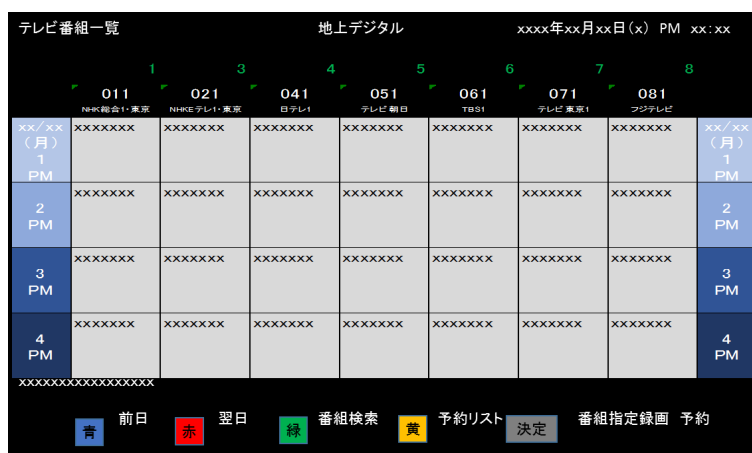 テレビ番組一覧 地上デジタル xxxx年xx月xx日(x) PM xx:xx
1 3 4 5 6 7 8
011 021 041 051 061 071 081
NHK総合1・東京 NHKEテレ1・東京 日テレ1 テレビ朝日 TBS1 テレビ東京1 フジテレビ
xx/xx xxxxxxx xxxxxxx xxxxxxx xxxxxxx xxxxxxx xxxxxxx xxxxxxx xx/xx
(月) (月)
1 1
PM PM
xxxxxxx xxxxxxx xxxxxxx xxxxxxx xxxxxxx xxxxxxx xxxxxxx
2 2
PM PM
xxxxxxx xxxxxxx xxxxxxx xxxxxxx xxxxxxx xxxxxxx xxxxxxx
3 3
PM PM
xxxxxxx xxxxxxx xxxxxxx xxxxxxx xxxxxxx xxxxxxx xxxxxxx
4 4
PM PM
xxxxxxxxxxxxxxxxxx
青 前日 赤 翌日 緑 番組検索 黄 予約リスト 決定 番組指定録画 予約